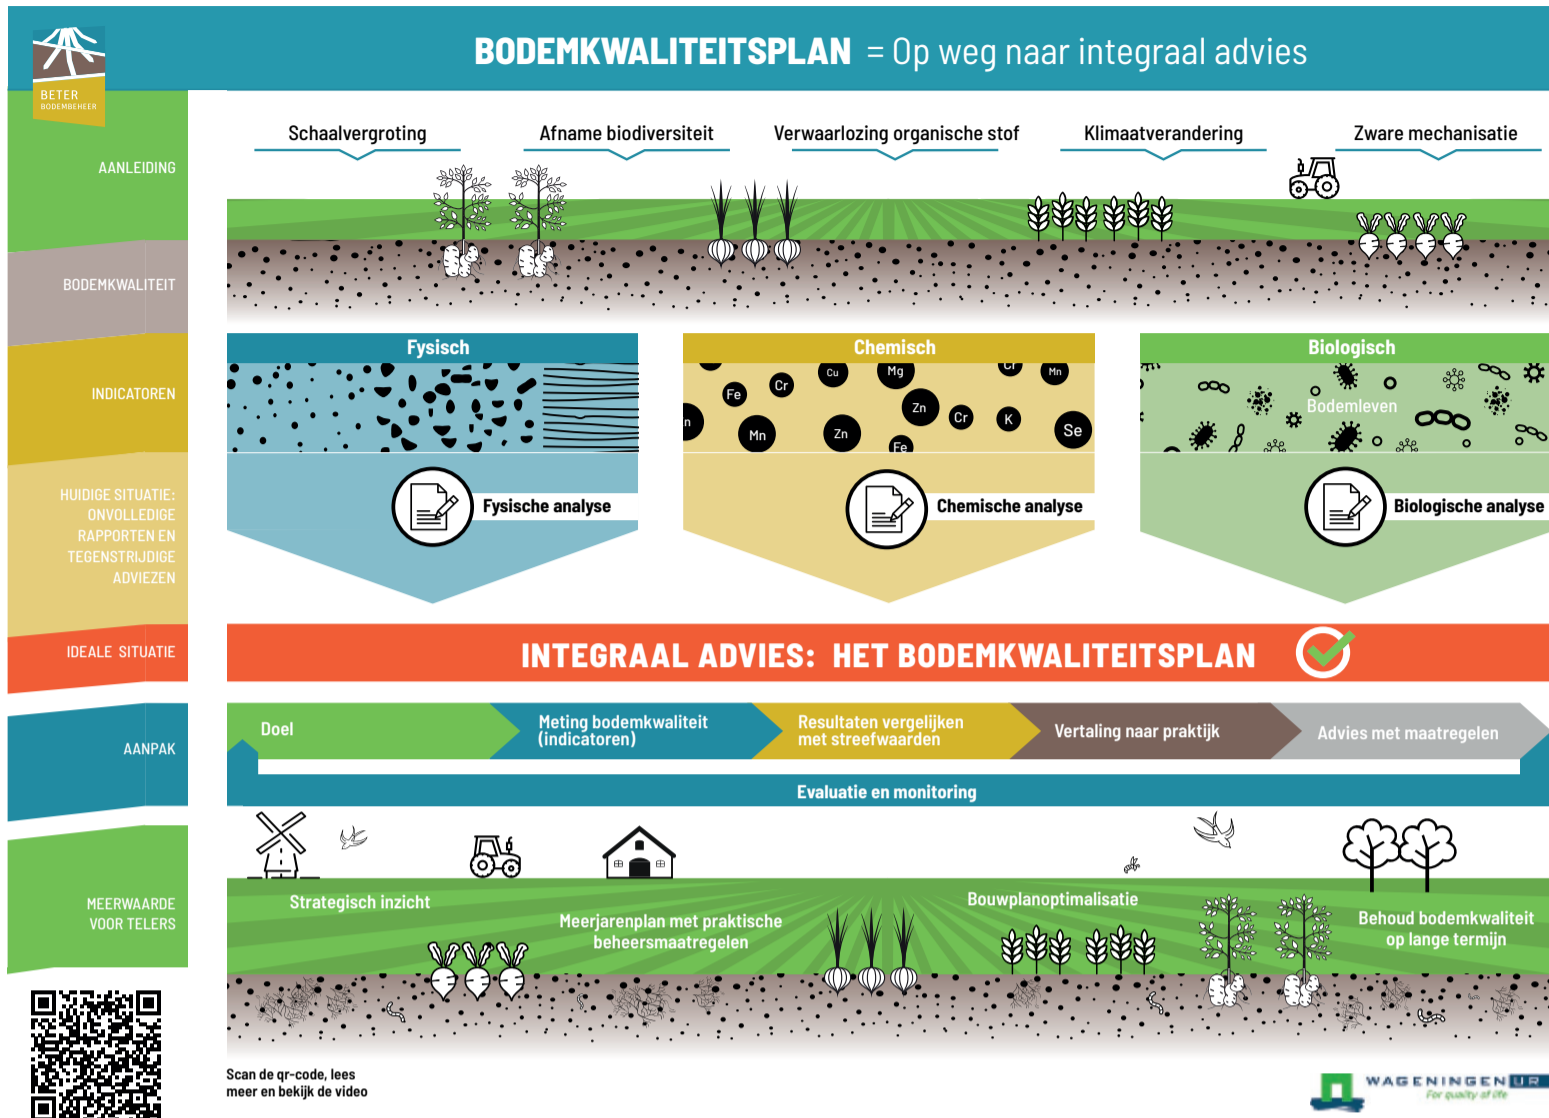 BETER
BODEMBEHEER
BODEMKWALITEITSPLAN = Op weg naar integraal advies
AANLEIDING
Schaalvergroting
Afname biodiversiteit
Verwaarlozing organische stof
Klimaatverandering
Zware mechanisatie
BODEMKWALITEIT
INDICATOREN
Fysisch
Chemisch
Biologisch
Fe
Cr
Cu
Mg
Cr
Mn
n
Mn
Zn
Zn
Fe
Cr
K
Se
Bodemleven
HUIDIGE SITUATIE:
ONVOLLEDIGE
RAPPORTEN EN
TEGENSTRIJDIGE
ADVIEZEN
Fysische analyse
Chemische analyse
Biologische analyse
IDEALE SITUATIE
INTEGRAAL ADVIES: HET BODEMKWALITEITSPLAN
AANPAK
Doel
Meting bodemkwaliteit
(indicatoren)
Resultaten vergelijken
met streefwaarden
Vertaling naar praktijk
Advies met maatregelen
Evaluatie en monitoring
MEERWAARDE
VOOR TELERS
Strategisch inzicht
Meerjarenplan met praktische
beheersmaatregelen
Bouwplanoptimalisatie
Behoud bodemkwaliteit
op lange termijn
Scan de qr-code, lees
meer en bekijk de video
WAGENINGEN UR
For quality of life